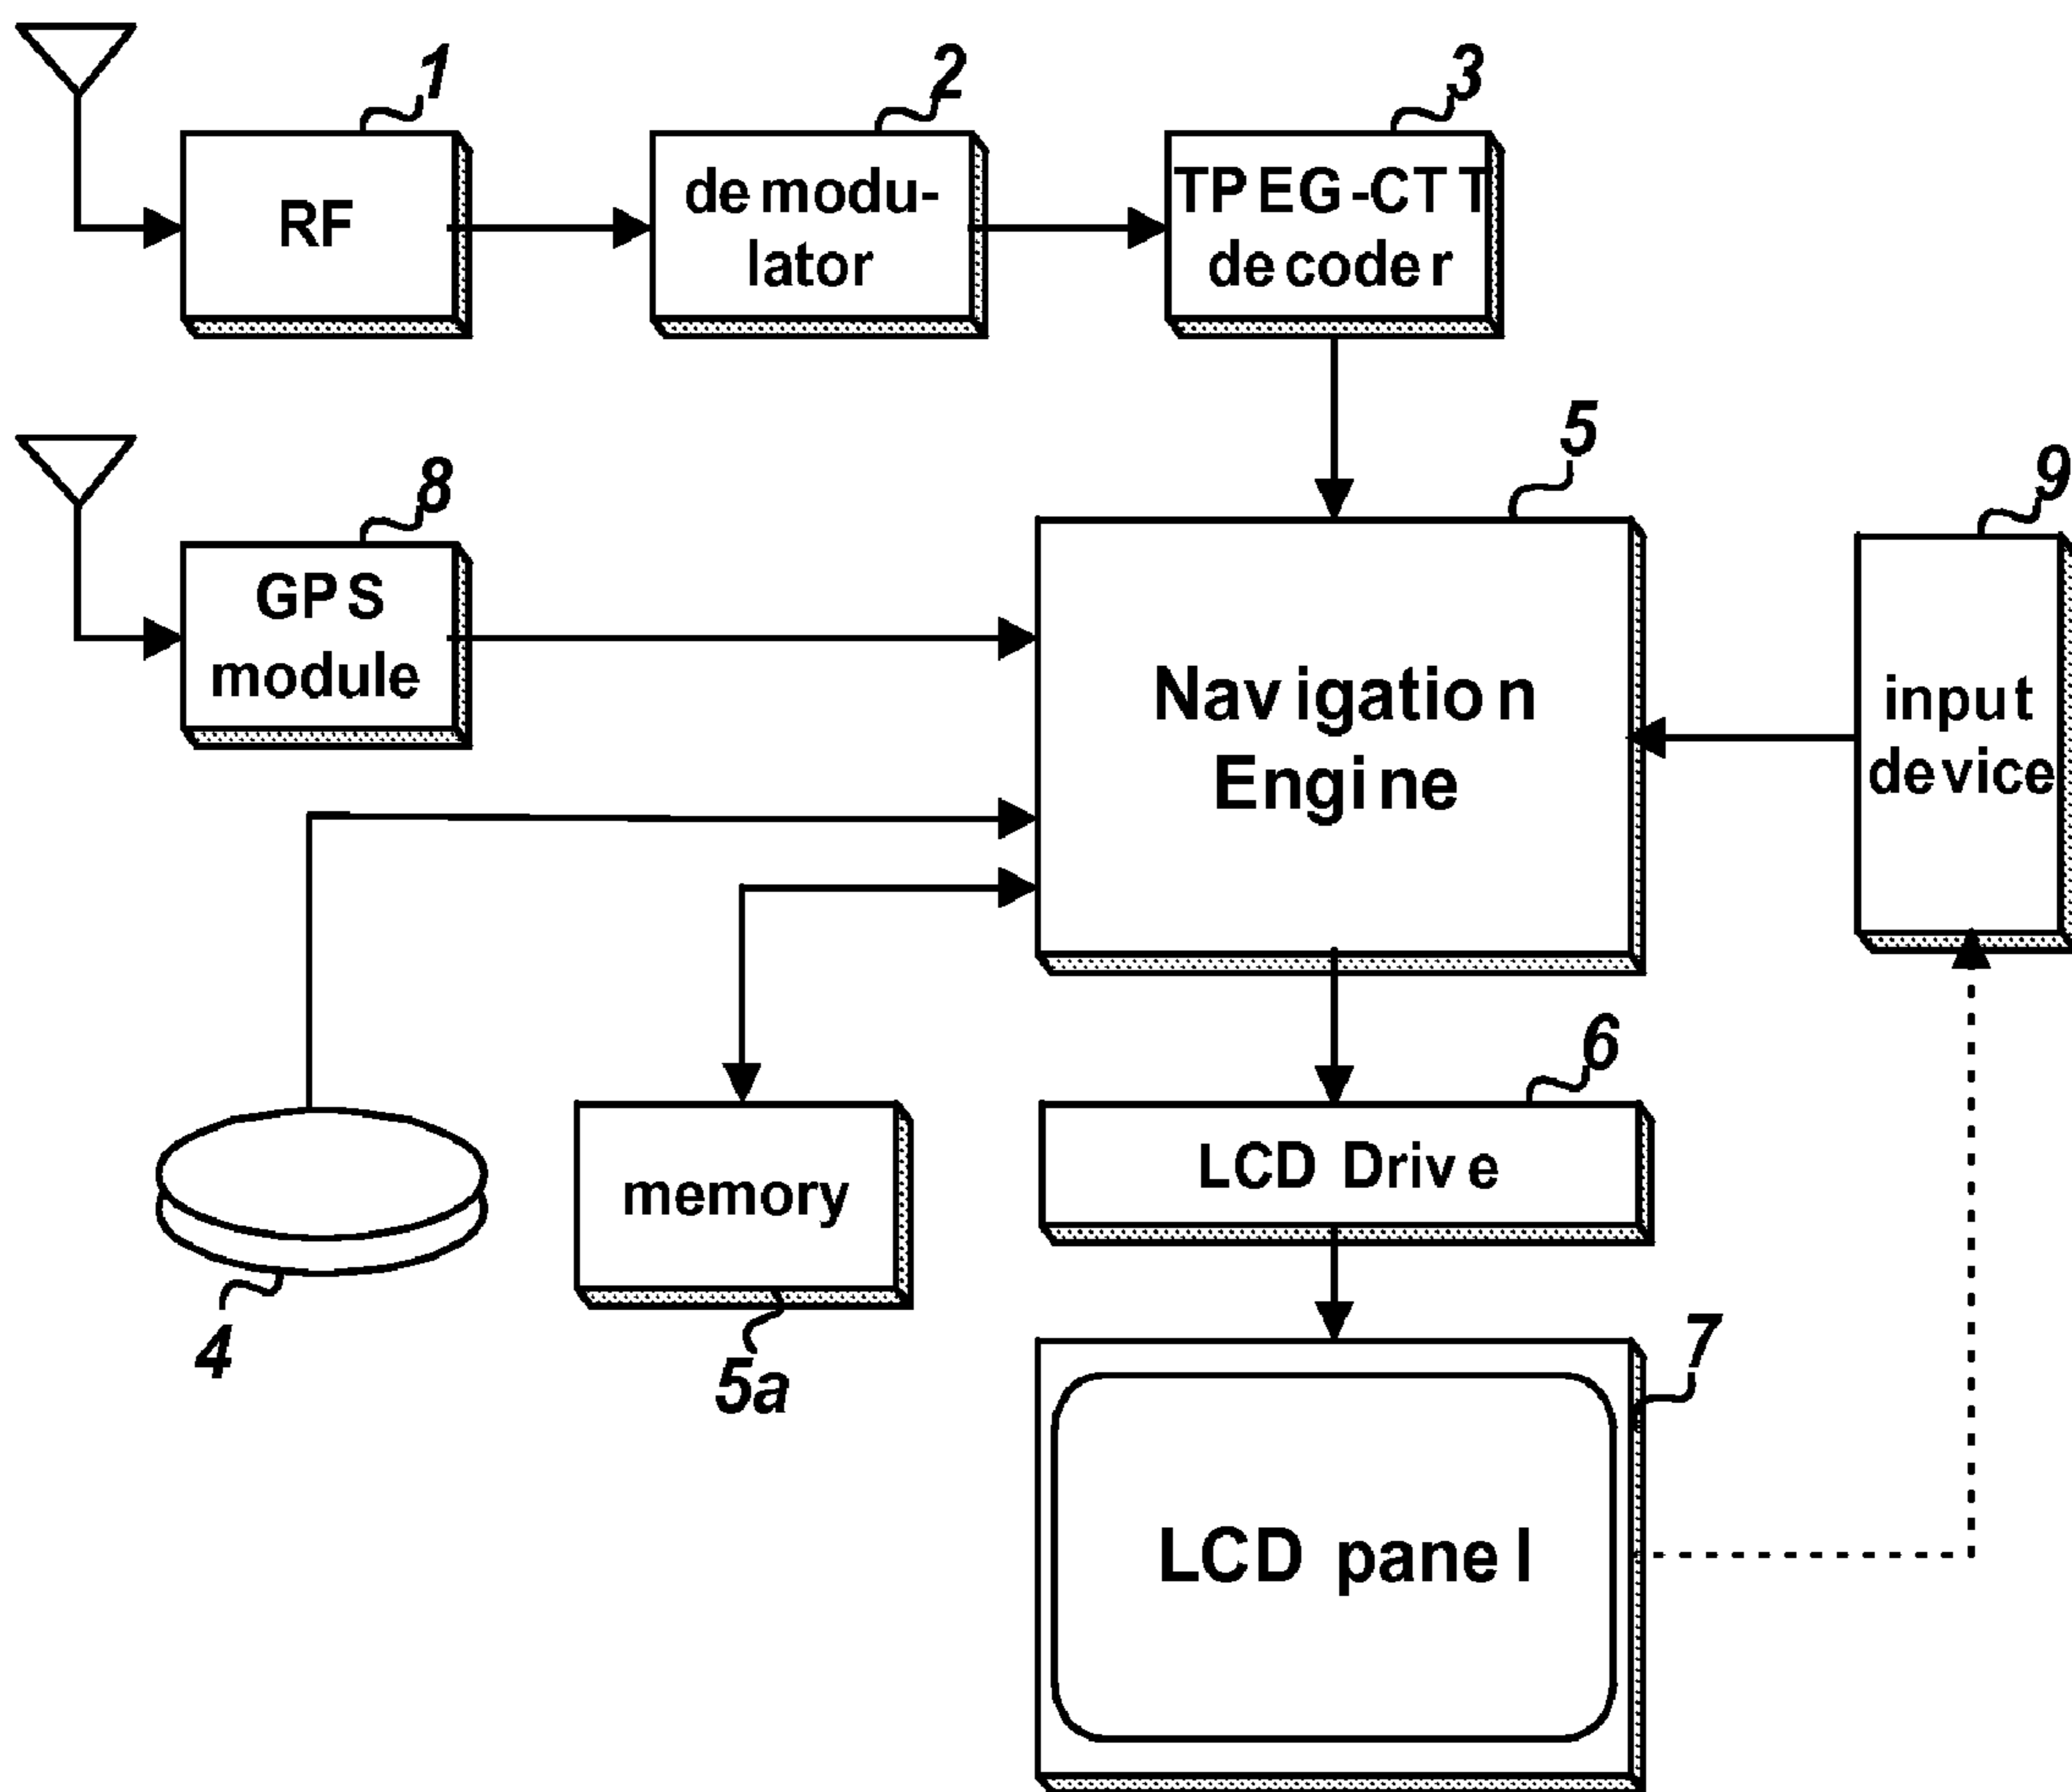 1
2
3
RF
demodu-
lator
TPEG-CTT
decoder
8
5
9
GPS
module
Navigation
Engine
input
device
6
LCD Drive
memory
4
5a
7
LCD panel